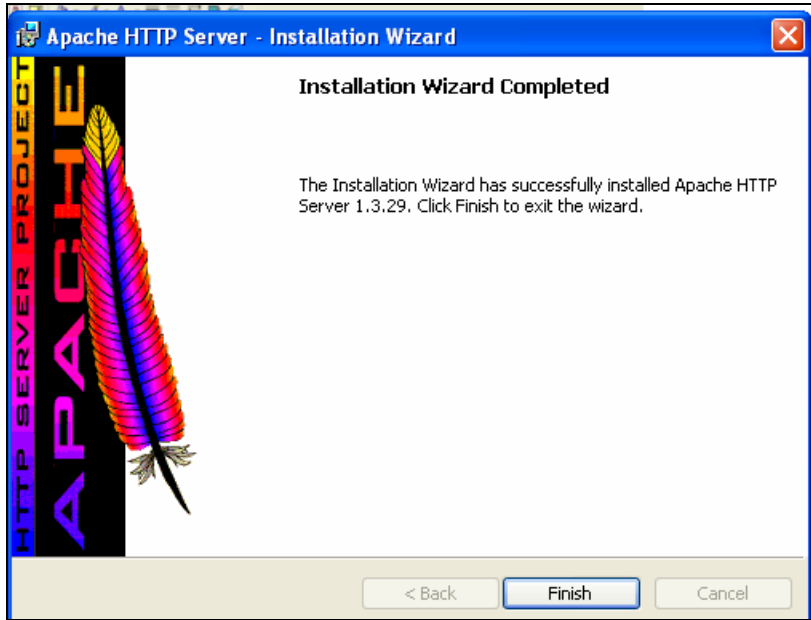 Apache HTTP Server - Installation Wizard
HTTP SERVER PROJECT
APACHE
Installation Wizard Completed
The Installation Wizard has successfully installed Apache HTTP
Server 1.3.29. Click Finish to exit the wizard.
< Back
Finish
Cancel